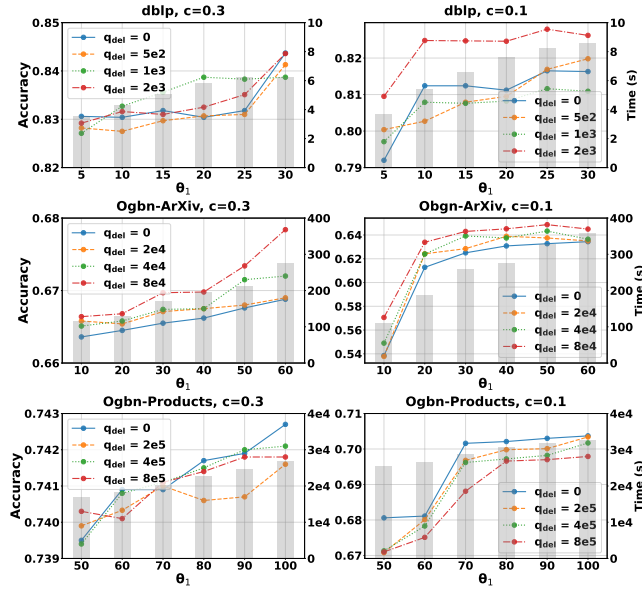 dblp, c=0.3
Accuracy
0.85
0.84
0.83
0.82
q_del = 0
q_del = 5e2
q_del = 1e3
q_del = 2e3
10
8
6
4
2
0
5 10 15 20 25 30
θ₁
dblp, c=0.1
0.82
0.81
0.80
0.79
q_del = 0
q_del = 5e2
q_del = 1e3
q_del = 2e3
10
8
6
4
2
0
Time (s)
5 10 15 20 25 30
θ₁
Ogbn-ArXiv, c=0.3
Accuracy
0.68
0.67
0.66
q_del = 0
q_del = 2e4
q_del = 4e4
q_del = 8e4
400
300
200
100
0
10 20 30 40 50 60
θ₁
Obgn-ArXiv, c=0.1
0.64
0.62
0.60
0.58
0.56
0.54
q_del = 0
q_del = 2e4
q_del = 4e4
q_del = 8e4
400
300
200
100
0
Time (s)
10 20 30 40 50 60
θ₁
Ogbn-Products, c=0.3
Accuracy
0.743
0.742
0.741
0.740
0.739
q_del = 0
q_del = 2e5
q_del = 4e5
q_del = 8e5
4e4
3e4
2e4
1e4
0
50 60 70 80 90 100
θ₁
Ogbn-Products, c=0.1
0.71
0.70
0.69
0.68
0.67
q_del = 0
q_del = 2e5
q_del = 4e5
q_del = 8e5
4e4
3e4
2e4
1e4
0
Time (s)
50 60 70 80 90 100
θ₁